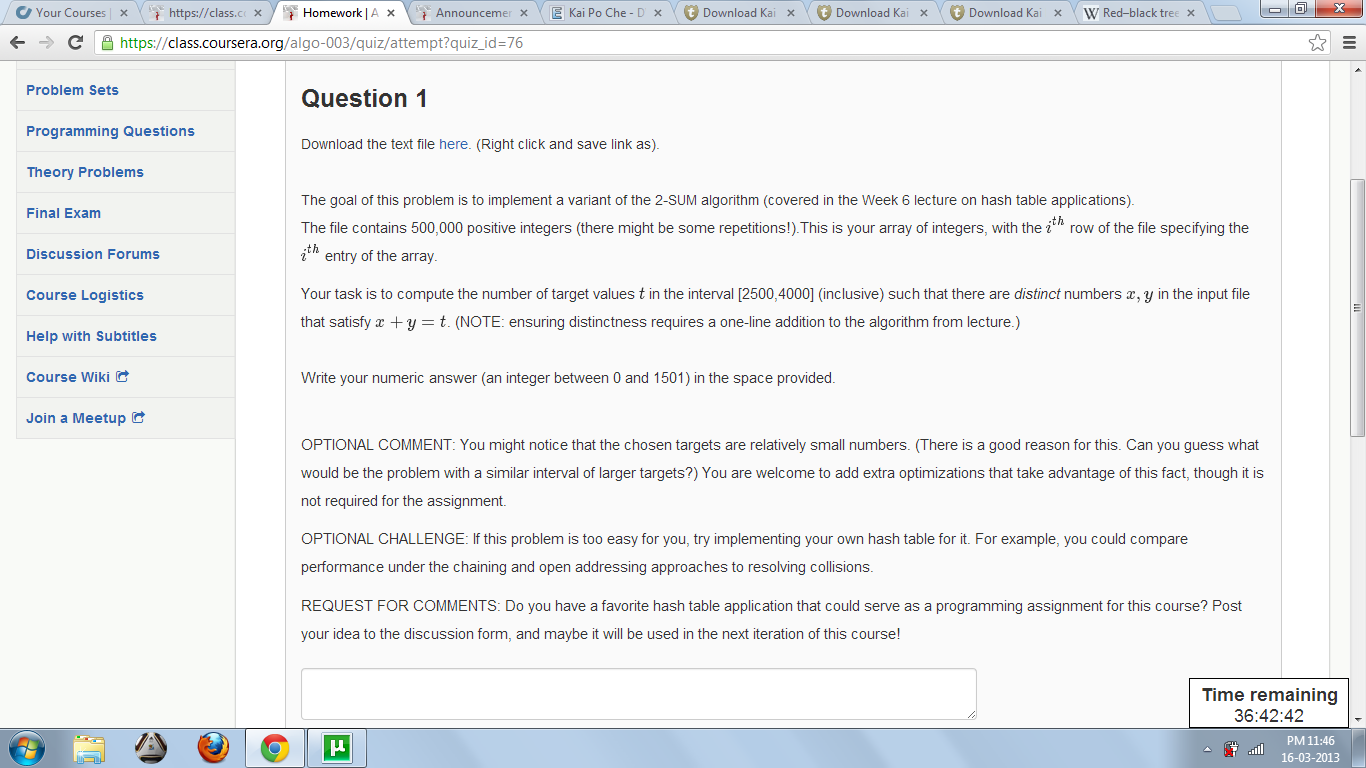 Your Courses |
https://class.co
Homework | A
Announcemer
Kai Po Che - D
Download Kai
Download Kai
Download Kai
Red–black tree
https://class.coursera.org/algo-003/quiz/attempt?quiz_id=76
Problem Sets
Programming Questions
Theory Problems
Final Exam
Discussion Forums
Course Logistics
Help with Subtitles
Course Wiki
Join a Meetup
Question 1
Download the text file here. (Right click and save link as).
The goal of this problem is to implement a variant of the 2-SUM algorithm (covered in the Week 6 lecture on hash table applications).
The file contains 500,000 positive integers (there might be some repetitions!).This is your array of integers, with the i^th row of the file specifying the
i^th entry of the array.
Your task is to compute the number of target values t in the interval [2500,4000] (inclusive) such that there are distinct numbers x, y in the input file
that satisfy x + y = t. (NOTE: ensuring distinctness requires a one-line addition to the algorithm from lecture.)
Write your numeric answer (an integer between 0 and 1501) in the space provided.
OPTIONAL COMMENT: You might notice that the chosen targets are relatively small numbers. (There is a good reason for this. Can you guess what
would be the problem with a similar interval of larger targets?) You are welcome to add extra optimizations that take advantage of this fact, though it is
not required for the assignment.
OPTIONAL CHALLENGE: If this problem is too easy for you, try implementing your own hash table for it. For example, you could compare
performance under the chaining and open addressing approaches to resolving collisions.
REQUEST FOR COMMENTS: Do you have a favorite hash table application that could serve as a programming assignment for this course? Post
your idea to the discussion form, and maybe it will be used in the next iteration of this course!
Time remaining
36:42:42
PM 11:46
16-03-2013